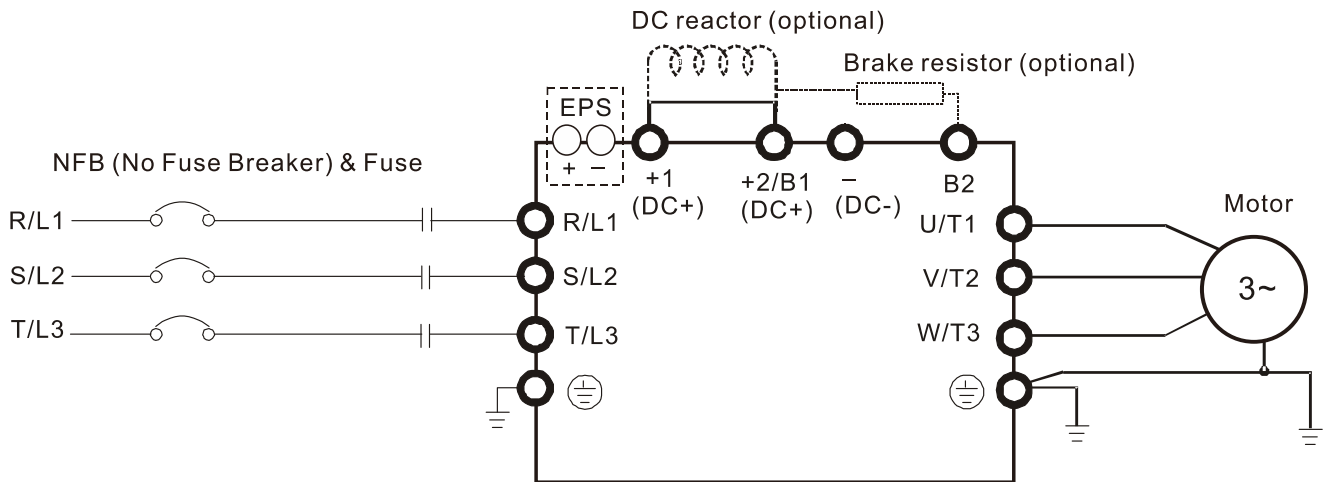 DC reactor (optional)
Brake resistor (optional)
EPS
+ −
NFB (No Fuse Breaker) & Fuse
+1
(DC+)
+2/B1
(DC+)
−
(DC-)
B2
Motor
R/L1
R/L1
U/T1
S/L2
S/L2
V/T2
3~
T/L3
T/L3
W/T3